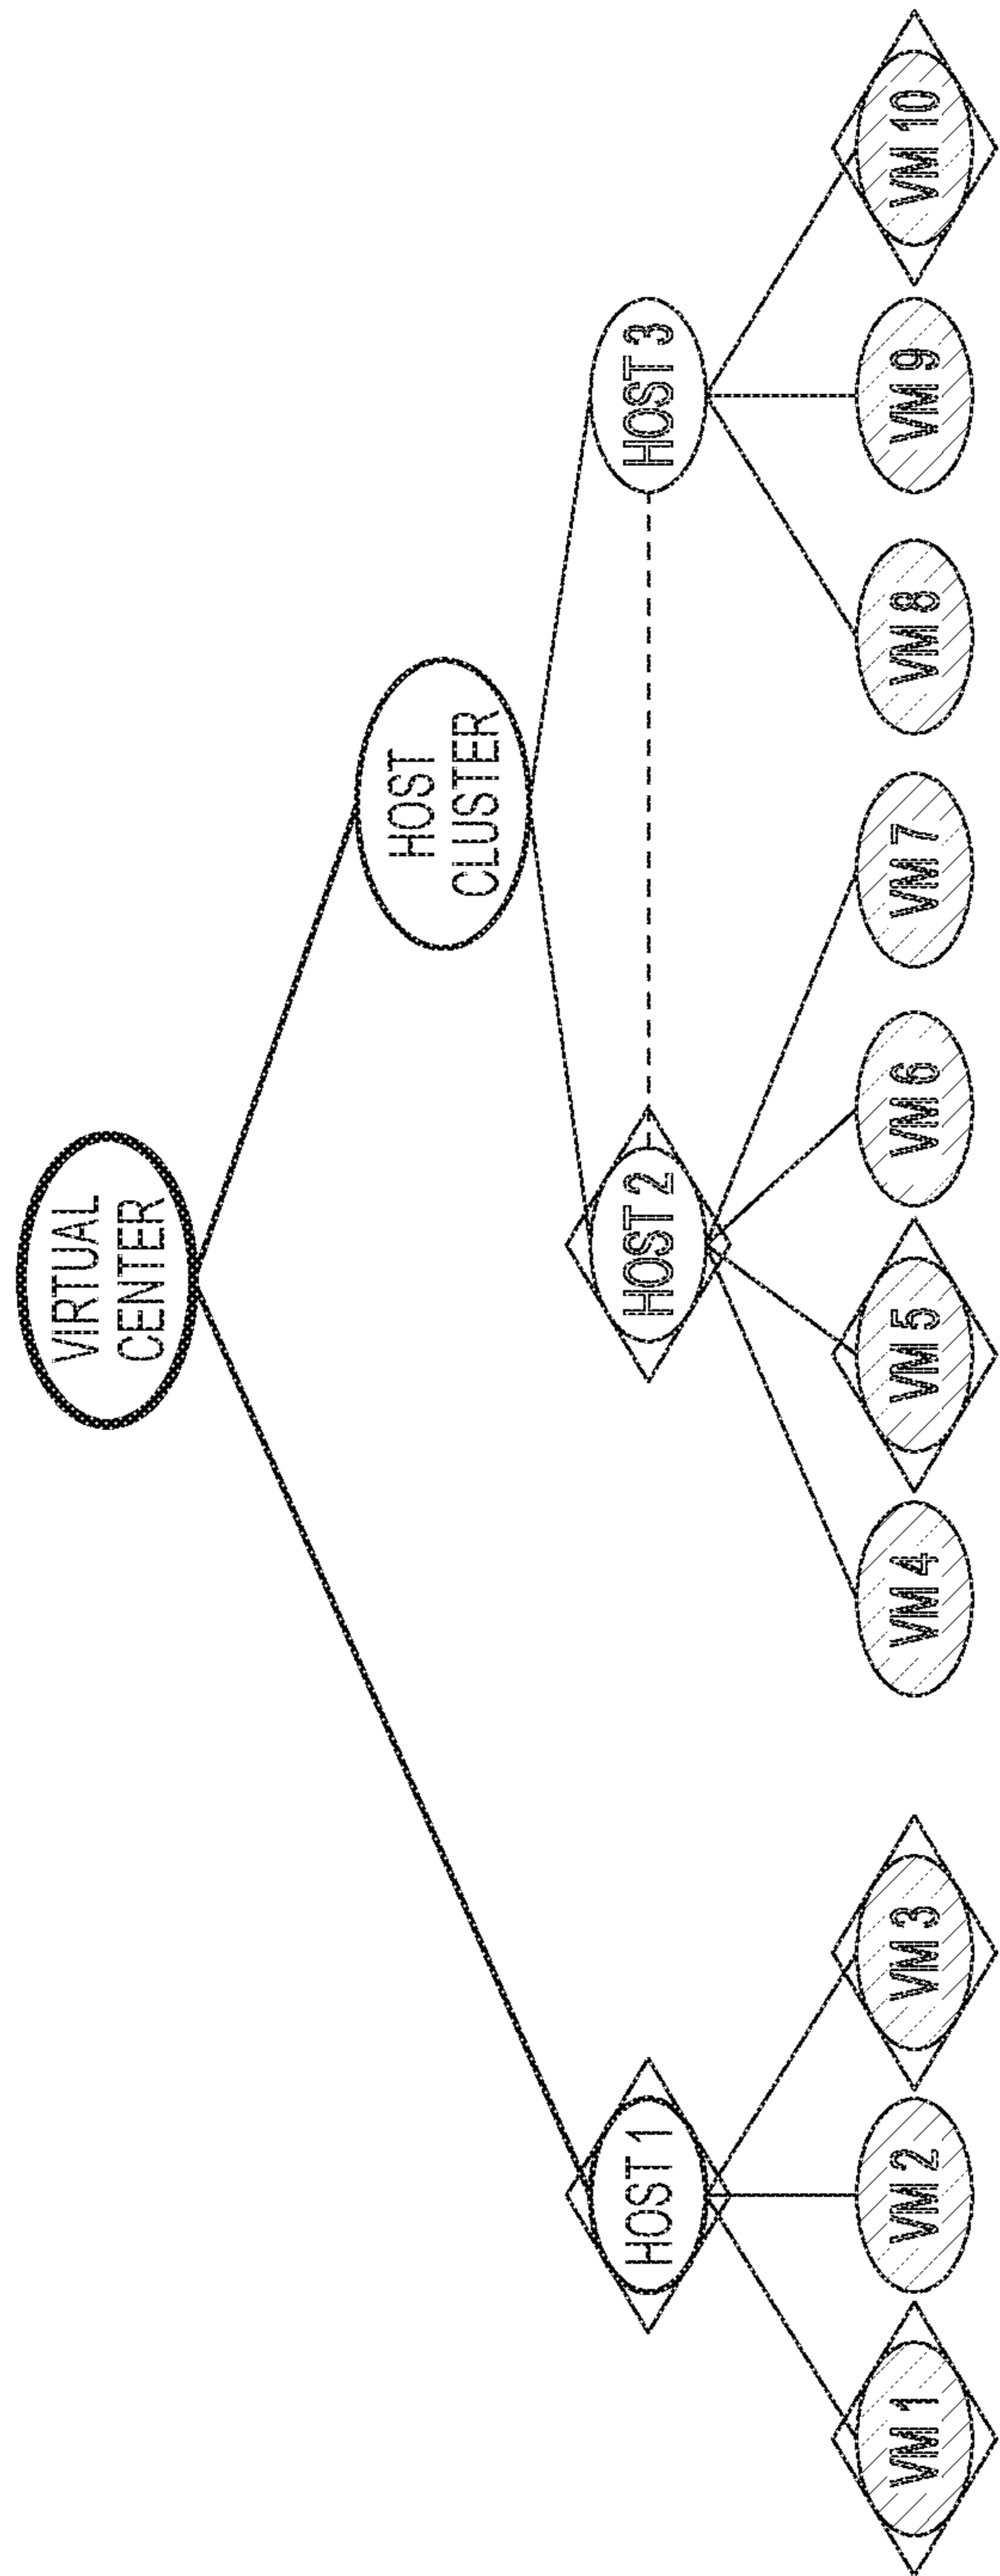 VIRTUAL
CENTER
HOST
CLUSTER
HOST 1
HOST 2
HOST 3
VM 1
VM 2
VM 3
VM 4
VM 5
VM 6
VM 7
VM 8
VM 9
VM 10